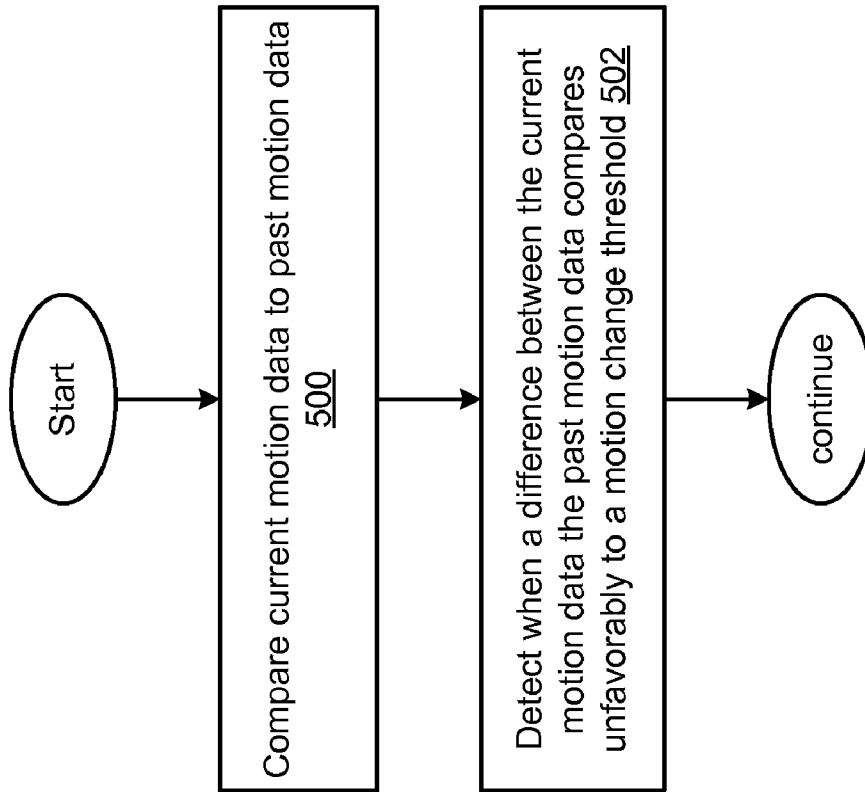 Start
Compare current motion data to past motion data
500
Detect when a difference between the current
motion data the past motion data compares
unfavorably to a motion change threshold 502
continue